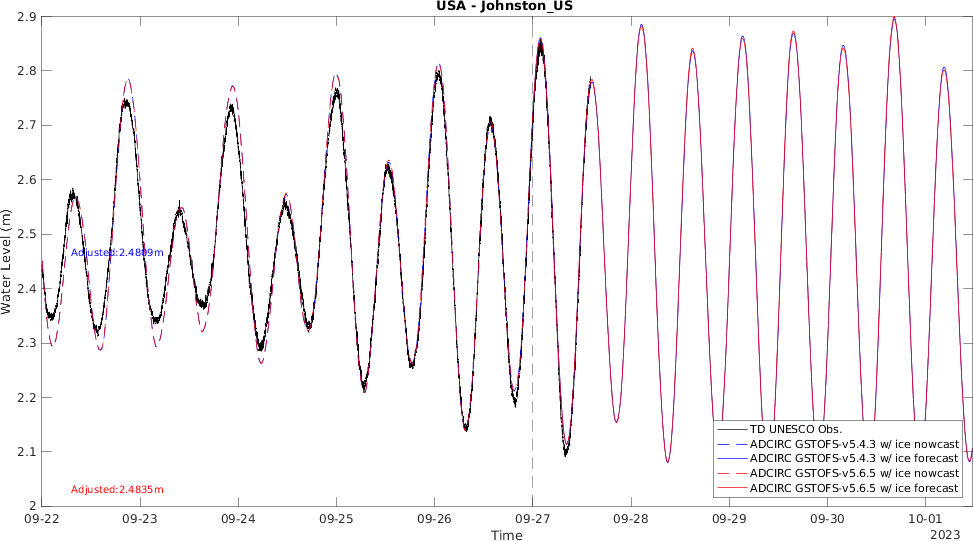 USA - Johnston_US
2.9
2.8
2.7
2.6
2.5
2.4
2.3
2.2
2.1
2
Water Level (m)
Adjusted:2.4809m
Adjusted:2.4835m
TD UNESCO Obs.
ADCIRC GSTOFS-v5.4.3 w/ ice nowcast
ADCIRC GSTOFS-v5.4.3 w/ ice forecast
ADCIRC GSTOFS-v5.6.5 w/ ice nowcast
ADCIRC GSTOFS-v5.6.5 w/ ice forecast
09-22 09-23 09-24 09-25 09-26 09-27 09-28 09-29 09-30 10-01
Time
2023